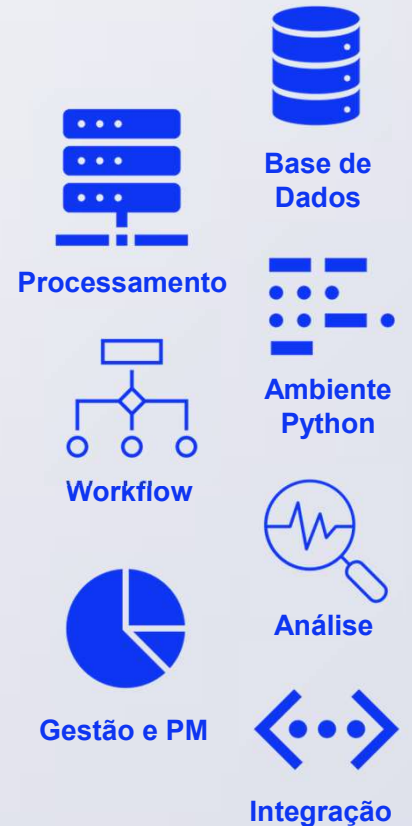 Base de
Dados
Processamento
Ambiente
Python
Workflow
Análise
Gestão e PM
Integração